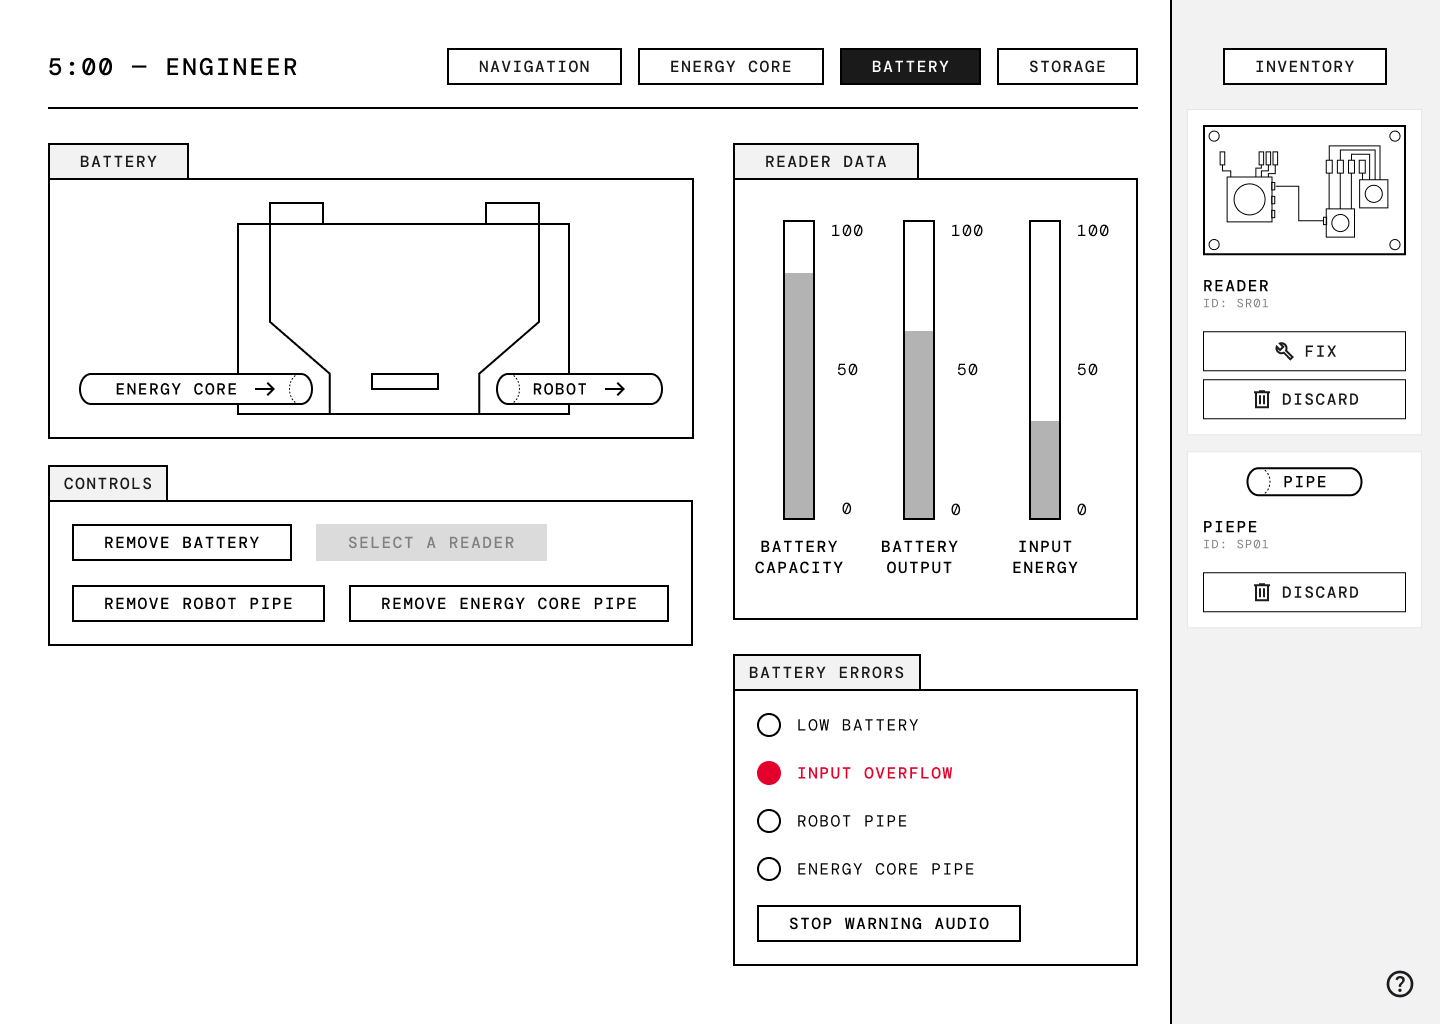 5:00 — ENGINEER
NAVIGATION
ENERGY CORE
BATTERY
STORAGE
INVENTORY
BATTERY
ENERGY CORE →
ROBOT →
CONTROLS
REMOVE BATTERY
SELECT A READER
REMOVE ROBOT PIPE
REMOVE ENERGY CORE PIPE
READER DATA
100
50
0
BATTERY
CAPACITY
100
50
0
BATTERY
OUTPUT
100
50
0
INPUT
ENERGY
BATTERY ERRORS
LOW BATTERY
INPUT OVERFLOW
ROBOT PIPE
ENERGY CORE PIPE
STOP WARNING AUDIO
READER
ID: SR01
FIX
DISCARD
PIPE
PIEPE
ID: SP01
DISCARD
?